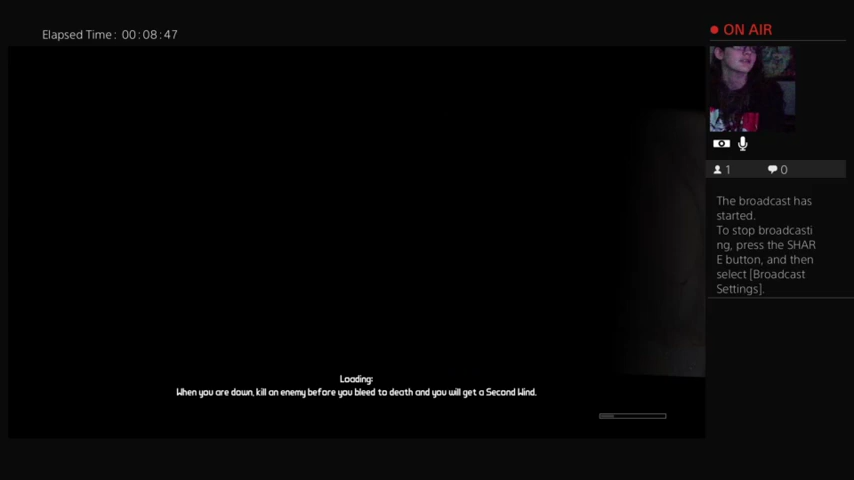 Elapsed Time: 00:08:47
ON AIR
1
0
The broadcast has
started.
To stop broadcasti
ng, press the SHAR
E button, and then
select [Broadcast
Settings].
Loading:
When you are down, kill an enemy before you bleed to death and you will get a Second Wind.